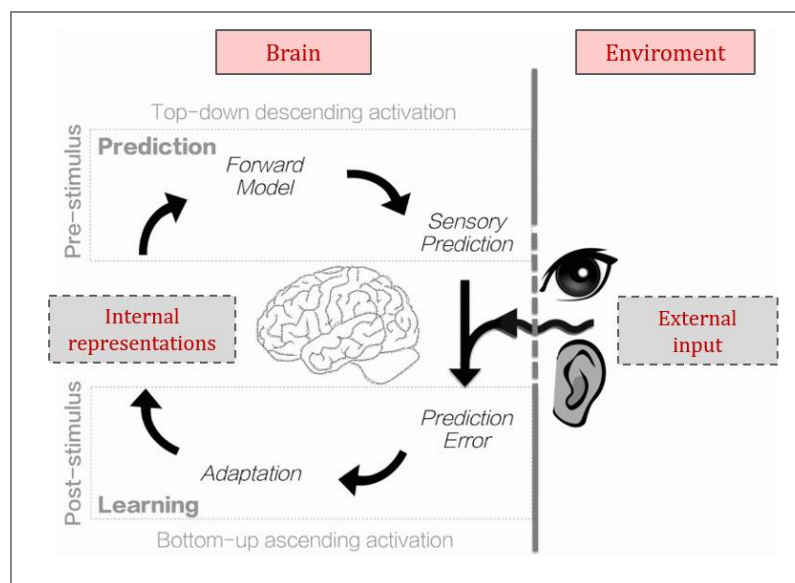 Brain
Enviroment
Top-down descending activation
Pre-stimulus
Prediction
Forward
Model
Sensory
Prediction
Internal
representations
External
input
Prediction
Error
Adaptation
Post-stimulus
Learning
Bottom-up ascending activation